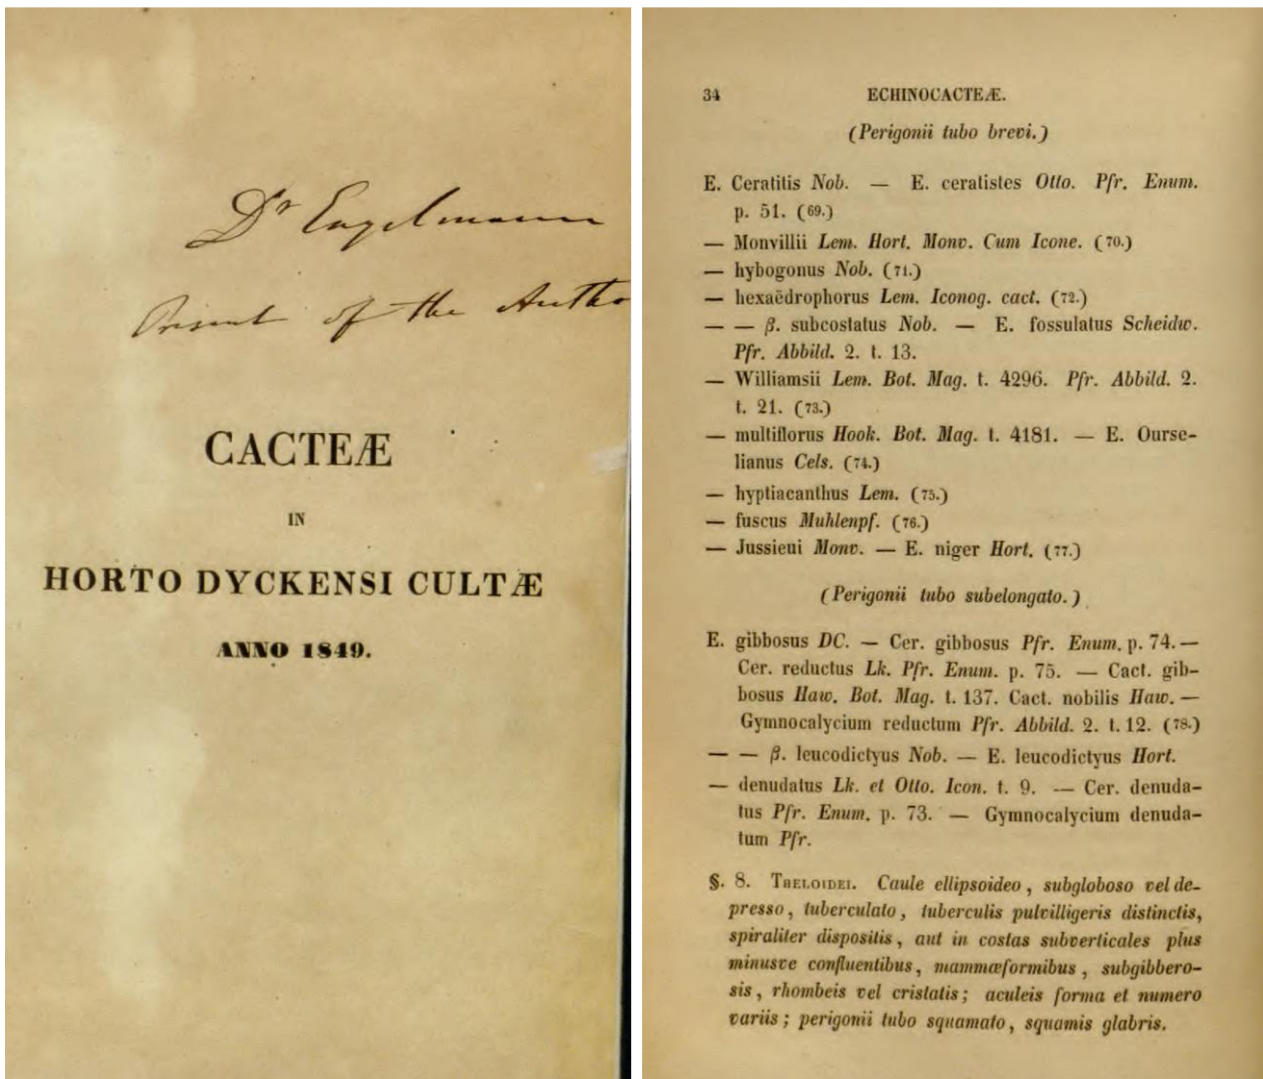 Dr Engelmann
Present of the Autho
CACTEÆ
IN
HORTO DYCKENSI CULTÆ
ANNO 1849.
34 ECHINOCACTEÆ.
(Perigonii tubo brevi.)
E. Ceratitis Nob. — E. ceratistes Otto. Pfr. Enum.
p. 51. (69.)
— Monvillii Lem. Hort. Monv. Cum Icone. (70.)
— hybogonus Nob. (71.)
— hexaëdrophorus Lem. Iconog. cact. (72.)
— — β. subcostatus Nob. — E. fossulatus Scheidw.
Pfr. Abbild. 2. t. 13.
— Williamsii Lem. Bot. Mag. t. 4296. Pfr. Abbild. 2.
t. 21. (73.)
— multiflorus Hook. Bot. Mag. t. 4181. — E. Ourse-
lianus Cels. (74.)
— hyptiacanthus Lem. (75.)
— fuscus Muhlenpf. (76.)
— Jussieui Monv. — E. niger Hort. (77.)
(Perigonii tubo subelongato.)
E. gibbosus DC. — Cer. gibbosus Pfr. Enum. p. 74. —
Cer. reductus Lk. Pfr. Enum. p. 75. — Cact. gib-
bosus Haw. Bot. Mag. t. 137. Cact. nobilis Haw. —
Gymnocalycium reductum Pfr. Abbild. 2. t. 12. (78.)
— — β. leucodictyus Nob. — E. leucodictyus Hort.
— denudatus Lk. et Otto. Icon. t. 9. — Cer. denuda-
tus Pfr. Enum. p. 73. — Gymnocalycium denuda-
tum Pfr.
§. 8. THELOIDEI. Caule ellipsoideo, subgloboso vel de-
presso, tuberculato, tuberculis pulvilligeris distinctis,
spiraliter dispositis, aut in costas subverticales plus
minusve confluentibus, mammæformibus, subgibbero-
sis, rhombeis vel cristatis; aculeis forma et numero
variis; perigonii tubo squamato, squamis glabris.